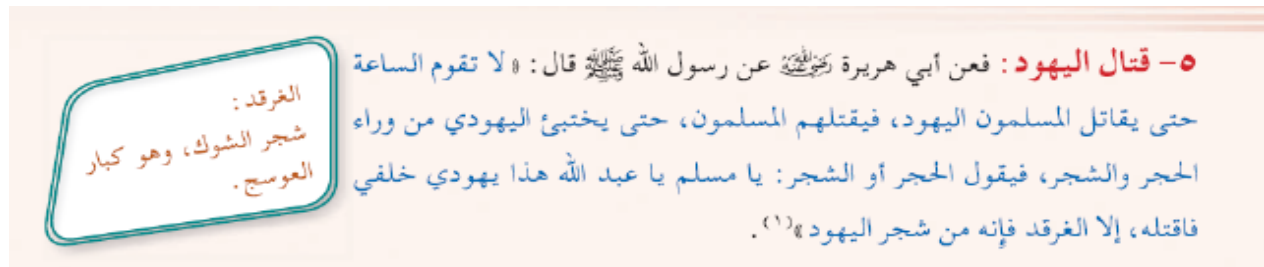 ٥- قتال اليهود : فعن أبي هريرة رضي الله عنه عن رسول الله ﷺ قال : « لا تقوم الساعة
حتى يقاتل المسلمون اليهود، فيقتلهم المسلمون، حتى يختبئ اليهودي من وراء
الحجر والشجر، فيقول الحجر أو الشجر : يا مسلم يا عبد الله هذا يهودي خلفي
فاقتله، إلا الغرقد فإنه من شجر اليهود »(١) .
الغرقد :
شجر الشوك، وهو كبار
العوسج .